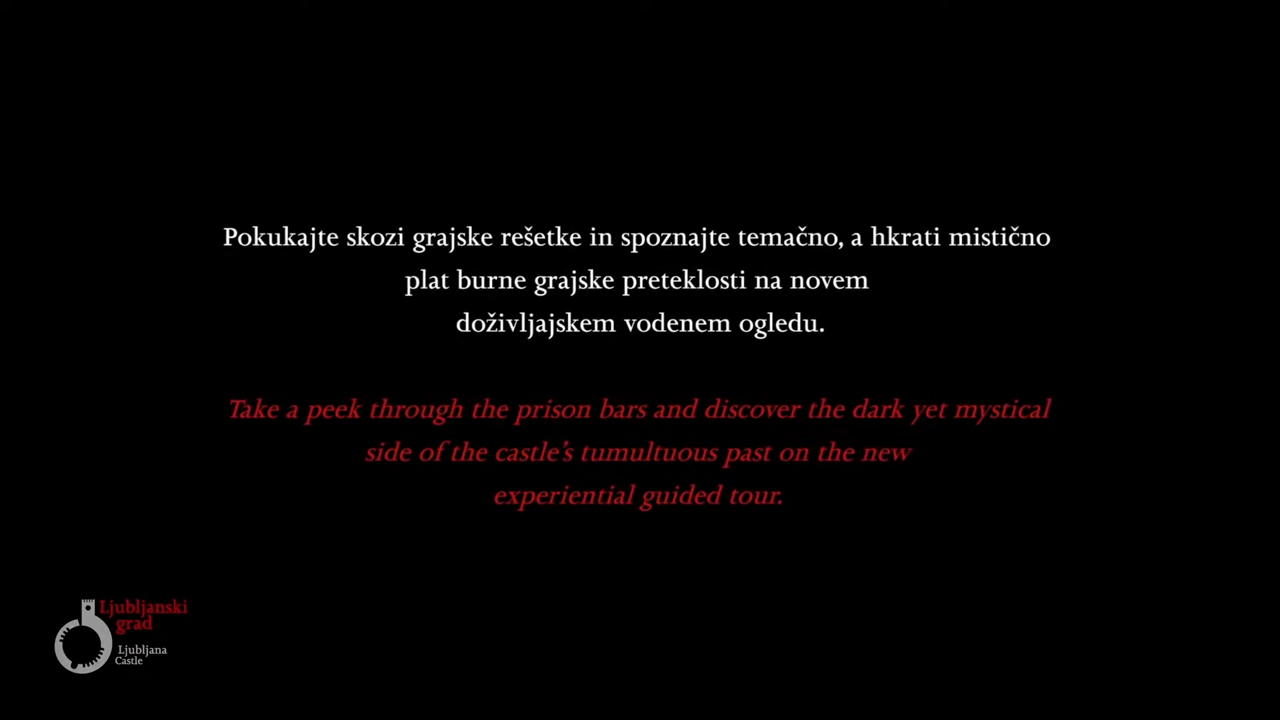 Pokukajte skozi grajske rešetke in spoznajte temačno, a hkrati mistično
plat burne grajske preteklosti na novem
doživljajskem vodenem ogledu.
Take a peek through the prison bars and discover the dark yet mystical
side of the castle's tumultuous past on the new
experiential guided tour.
Ljubljanski
grad
Ljubljana
Castle